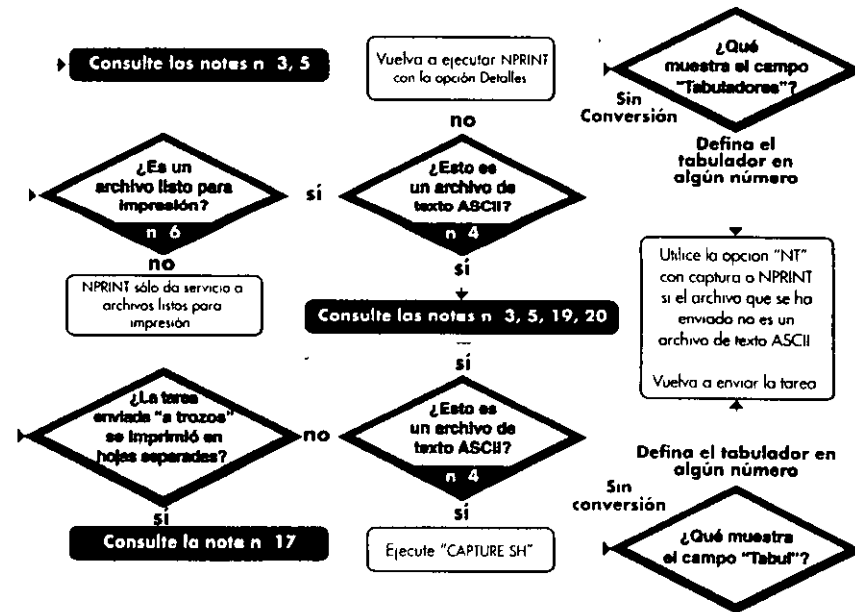 Consulte las notas n 3, 5
Vuelva a ejecutar NPRINT
con la opción Detalles
¿Qué
muestra el campo
"Tabuladores"?
Sin
Conversión
no
Defina el
tabulador en
algún número
¿Es un
archivo listo para
impresión?
n 6
sí
¿Esto es
un archivo de
texto ASCII?
n 4
no
sí
NPRINT sólo da servicio a
archivos listos para
impresión
Utilice la opcion "NT"
con captura o NPRINT
si el archivo que se ha
enviado no es un
archivo de texto ASCII
Vuelva a enviar la tarea
Consulte las notas n 3, 5, 19, 20
sí
¿La tarea
enviada "a trozos"
se imprimió en
hojas separades?
no
¿Esto es
un archivo de
texto ASCII?
n 4
Defina el tabulador en
algún número
Sin
conversión
sí
sí
Consulte la note n 17
Ejecute "CAPTURE SH"
¿Qué muestra
el campo "Tabul"?